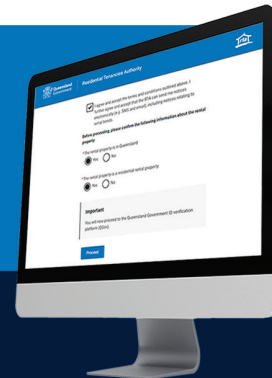 Queensland Government
Residential Tenancies Authority
rta
I agree and accept the terms and conditions outlined above. I
further agree and accept that the RTA can send me notices
electronically (e.g. SMS and email), including notices relating to
rental bonds.
Before proceeding, please confirm the following information about the rental
property
*The rental property is in Queensland
Yes No
*The rental property is a residential rental property
Yes No
Important
You will now proceed to the Queensland Government ID verification
platform (QGov).
Proceed